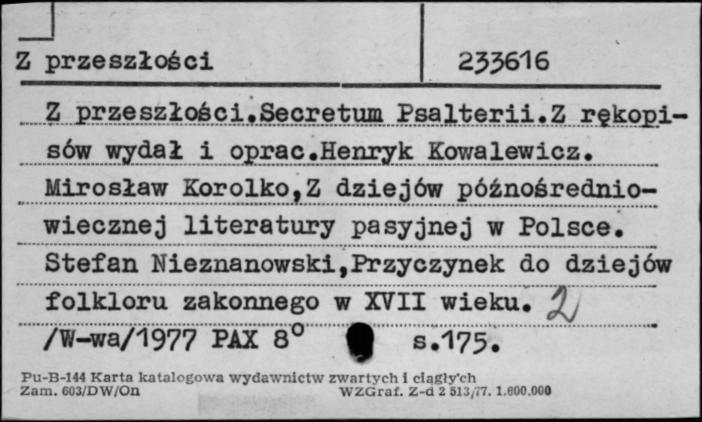 Z przeszłości 233616
Z przeszłości.Secretum Psalterii.Z rękopi-
sów wydał i oprac.Henryk Kowalewicz.
Mirosław Korolko,Z dziejów późnośrednio-
wiecznej literatury pasyjnej w Polsce.
Stefan Nieznanowski,Przyczynek do dziejów
folkloru zakonnego w XVII wieku. 2
/W-wa/1977 PAX 8° s.175.
Pu-B-144 Karta katalogowa wydawnictw zwartych i ciągłych
Zam. 603/DW/On WZGraf. Z-d 2 513/77. 1.600.000